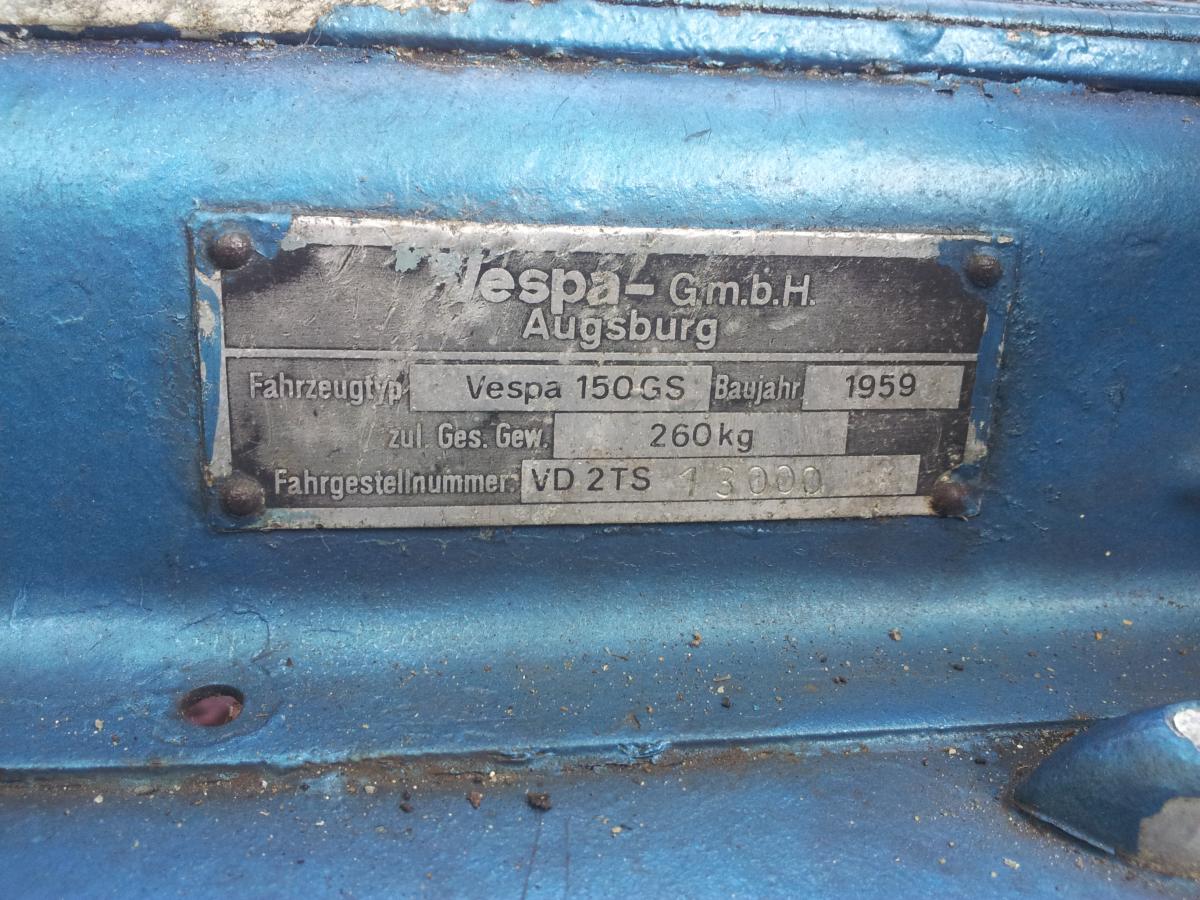 Vespa- G.m.b.H.
Augsburg
Fahrzeugtyp Vespa 150GS Baujahr 1959
zul. Ges. Gew. 260kg
Fahrgestellnummer: VD 2TS 13000